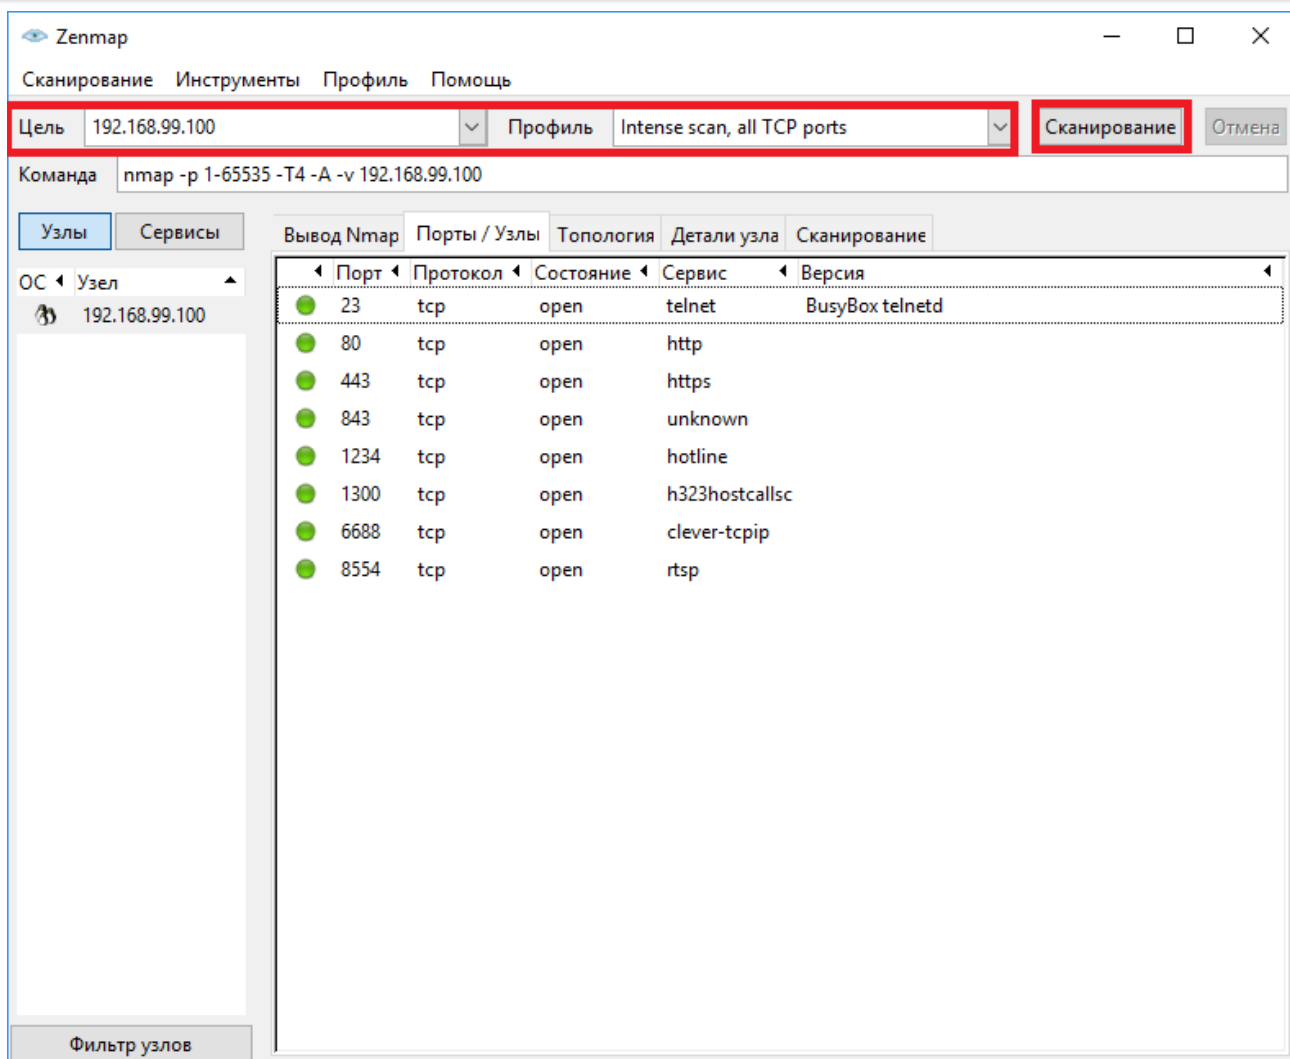 Zenmap
Сканирование Инструменты Профиль Помощь
Цель 192.168.99.100 Профиль Intense scan, all TCP ports Сканирование Отмена
Команда nmap -p 1-65535 -T4 -A -v 192.168.99.100
Узлы Сервисы Вывод Nmap Порты / Узлы Топология Детали узла Сканирование
ОС Узел Порт Протокол Состояние Сервис Версия
192.168.99.100 23 tcp open telnet BusyBox telnetd
80 tcp open http
443 tcp open https
843 tcp open unknown
1234 tcp open hotline
1300 tcp open h323hostcallsc
6688 tcp open clever-tcpip
8554 tcp open rtsp
Фильтр узлов